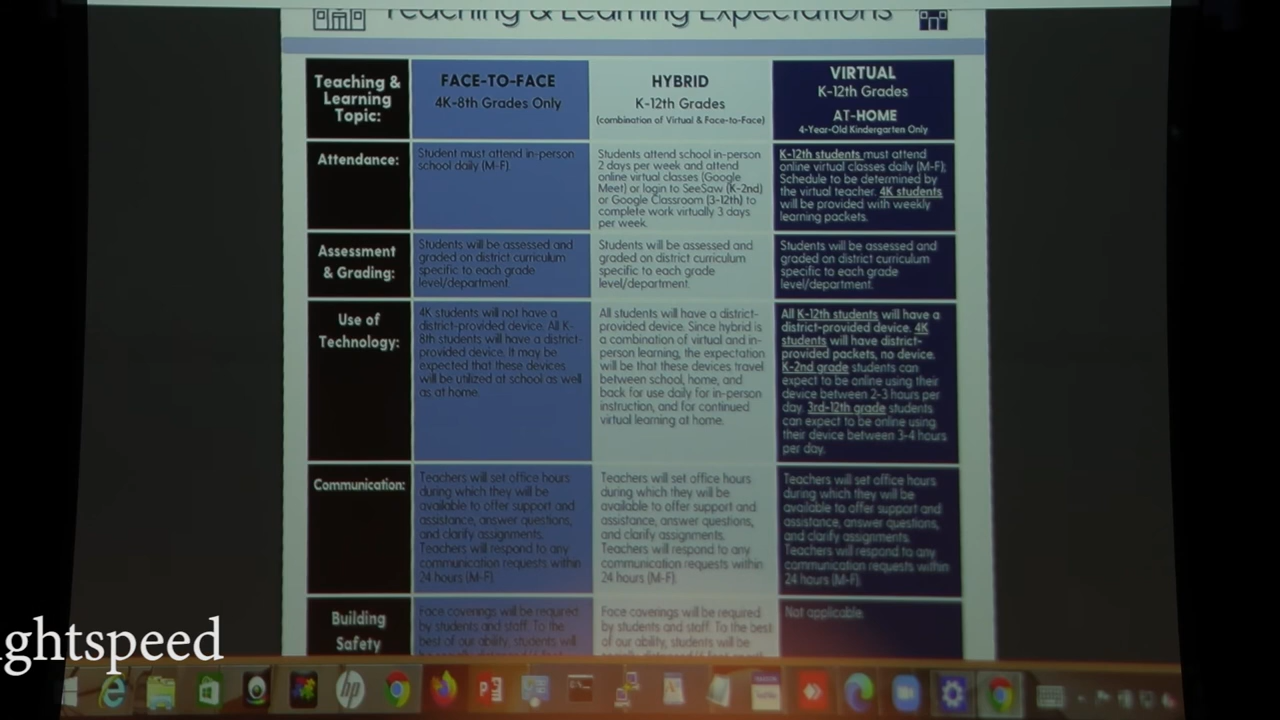 Teaching & Learning Expectations
Teaching &
Learning
Topic:
FACE-TO-FACE
4K-8th Grades Only
HYBRID
K-12th Grades
(combination of Virtual & Face-to-Face)
VIRTUAL
K-12th Grades
AT-HOME
4-Year-Old Kindergarten Only
Attendance:
Student must attend in-person
school daily (M-F).
Students attend school in-person
2 days per week and attend
online virtual classes (Google
Meet) or login to SeeSaw (K-2nd)
or Google Classroom (3-12th) to
complete work virtually 3 days
per week.
K-12th students must attend
online virtual classes daily (M-F);
Schedule to be determined by
the virtual teacher. 4K students
will be provided with weekly
learning packets.
Assessment
& Grading:
Students will be assessed and
graded on district curriculum
specific to each grade
level/department.
Students will be assessed and
graded on district curriculum
specific to each grade
level/department.
Students will be assessed and
graded on district curriculum
specific to each grade
level/department.
Use of
Technology:
4K students will not have a
district-provided device. All K-
8th students will have a district-
provided device. It may be
expected that these devices
will be utilized at school as well
as at home.
All students will have a district-
provided device. Since hybrid is
a combination of virtual and in-
person learning, the expectation
will be that these devices travel
between school, home, and
back for use daily for in-person
instruction, and for continued
virtual learning at home.
All K-12th students will have a
district-provided device. 4K
students will have district-
provided packets, no device.
K-2nd grade students can
expect to be online using their
device between 2-3 hours per
day. 3rd-12th grade students
can expect to be online using
their device between 3-4 hours
per day.
Communication:
Teachers will set office hours
during which they will be
available to offer support and
assistance, answer questions,
and clarify assignments.
Teachers will respond to any
communication requests within
24 hours (M-F).
Teachers will set office hours
during which they will be
available to offer support and
assistance, answer questions,
and clarify assignments.
Teachers will respond to any
communication requests within
24 hours (M-F).
Teachers will set office hours
during which they will be
available to offer support and
assistance, answer questions,
and clarify assignments.
Teachers will respond to any
communication requests within
24 hours (M-F).
Building
Safety
Face coverings will be required
by students and staff. To the
best of our ability, students will
Face coverings will be required
by students and staff. To the best
of our ability, students will be
Not applicable.
ghtspeed
hp